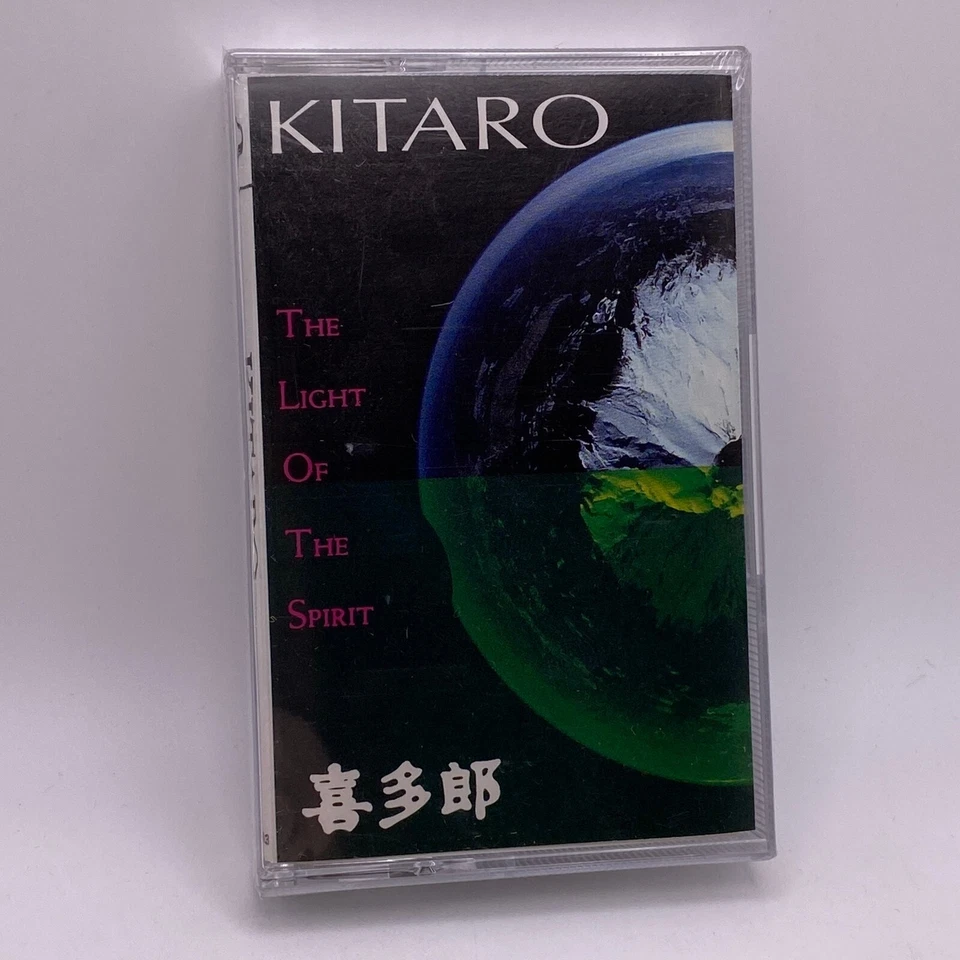 KITARO
THE
LIGHT
OF
THE
SPIRIT
喜多郎